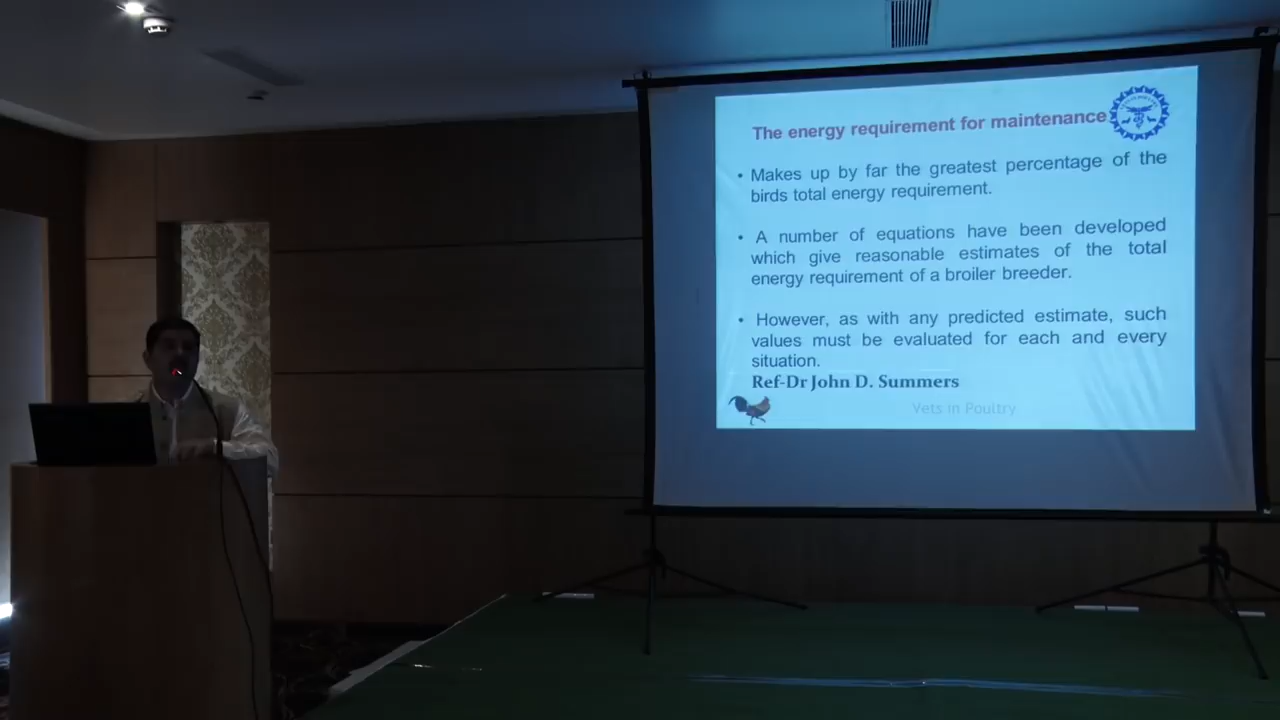 The energy requirement for maintenance
• Makes up by far the greatest percentage of the
birds total energy requirement.
• A number of equations have been developed
which give reasonable estimates of the total
energy requirement of a broiler breeder.
• However, as with any predicted estimate, such
values must be evaluated for each and every
situation.
Ref-Dr John D. Summers
Vets in Poultry